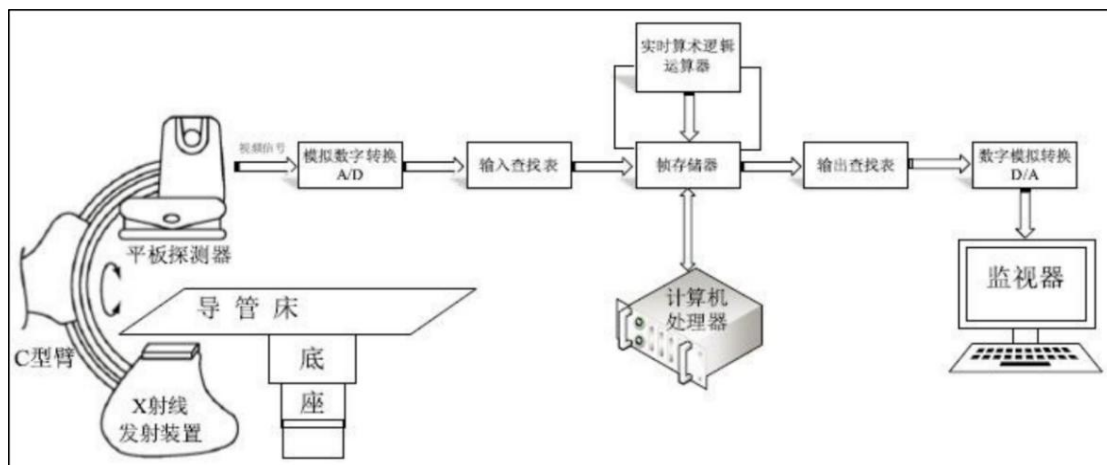 实时算术逻辑
运算器
视频信号
模拟数字转换
A/D
输入查找表
帧存储器
输出查找表
数字模拟转换
D/A
平板探测器
导管床
C型臂
底
座
X射线
发射装置
计算机
处理器
监视器